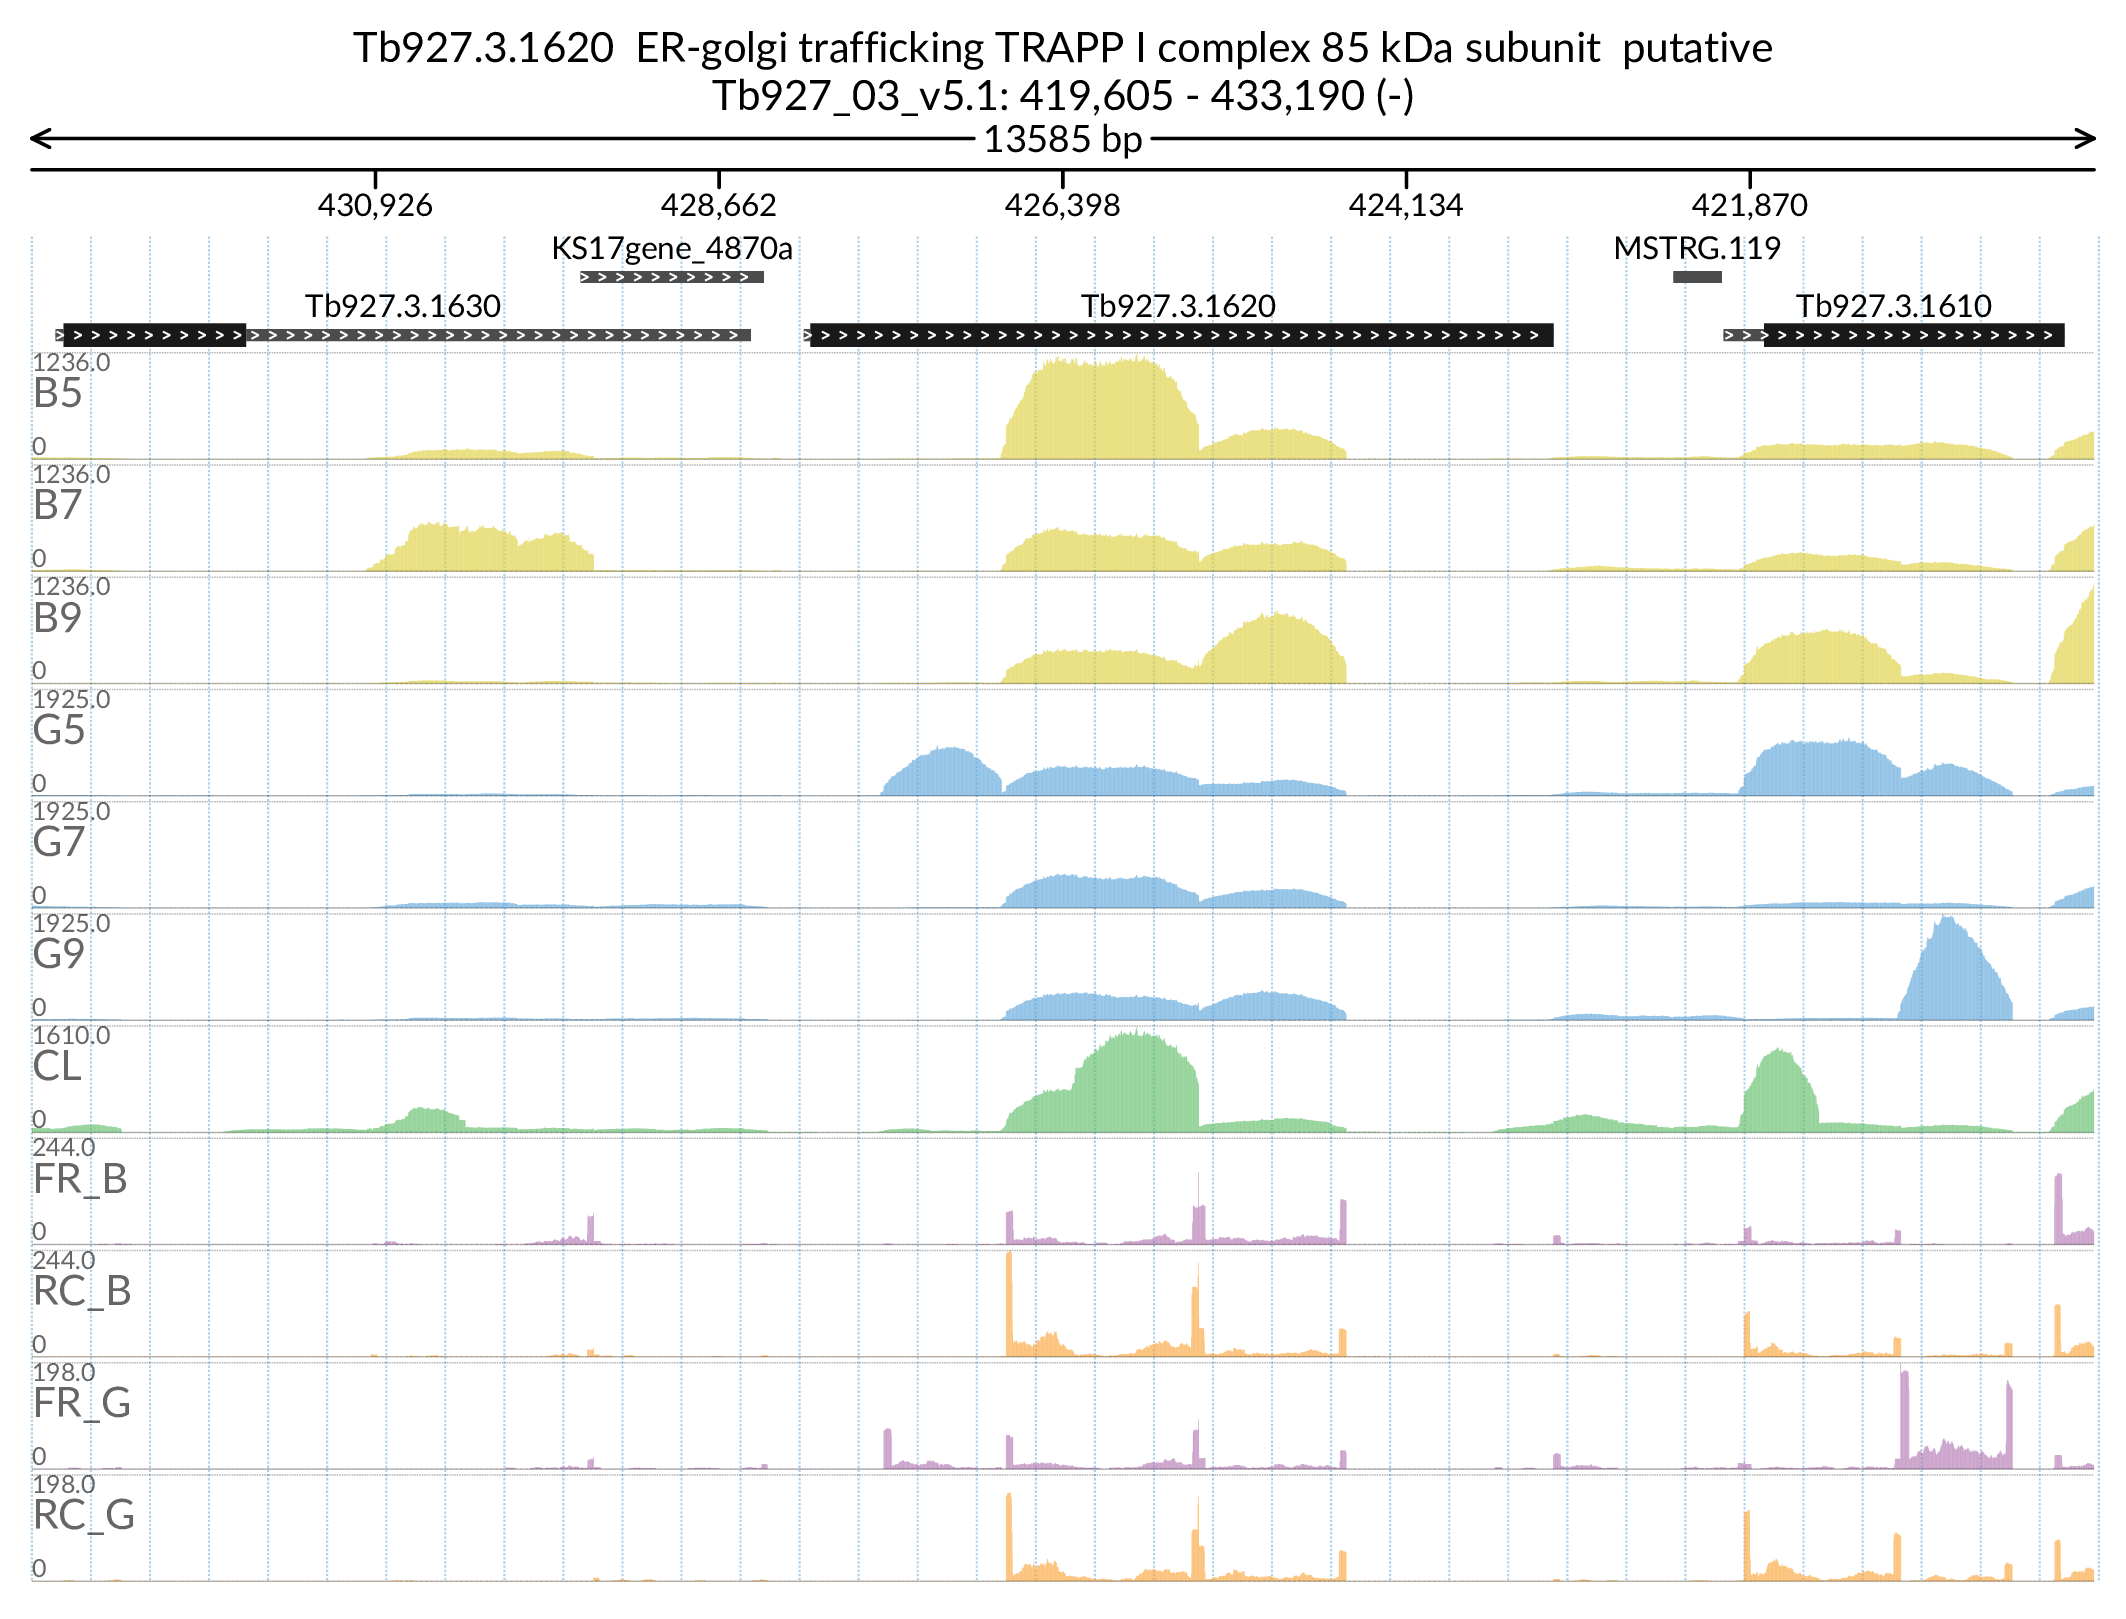 Tb927.3.1620  ER-golgi trafficking TRAPP I complex 85 kDa subunit  putative
Tb927_03_v5.1: 419,605 - 433,190 (-)
13585 bp
430,926 428,662 426,398 424,134 421,870
KS17gene_4870a MSTRG.119
Tb927.3.1630 Tb927.3.1620 Tb927.3.1610
1236.0
B5
0
1236.0
B7
0
1236.0
B9
0
1925.0
G5
0
1925.0
G7
0
1925.0
G9
0
1610.0
CL
0
244.0
FR_B
0
244.0
RC_B
0
198.0
FR_G
0
198.0
RC_G
0